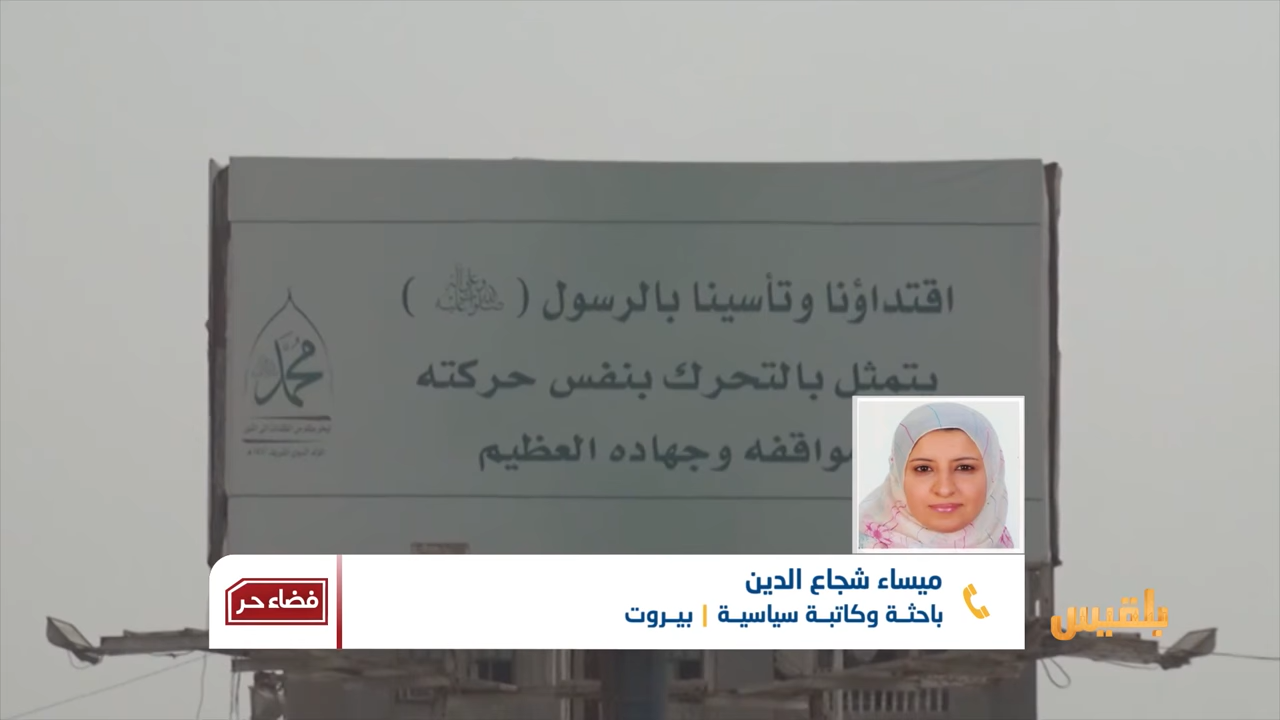 اقتداؤنا وتأسينا بالرسول ( )
يتمثل بالتحرك بنفس حركته
مواقفه وجهاده العظيم
محمد
ميساء شجاع الدين
باحثة وكاتبة سياسية | بيروت
فضاء حر
بلقيس